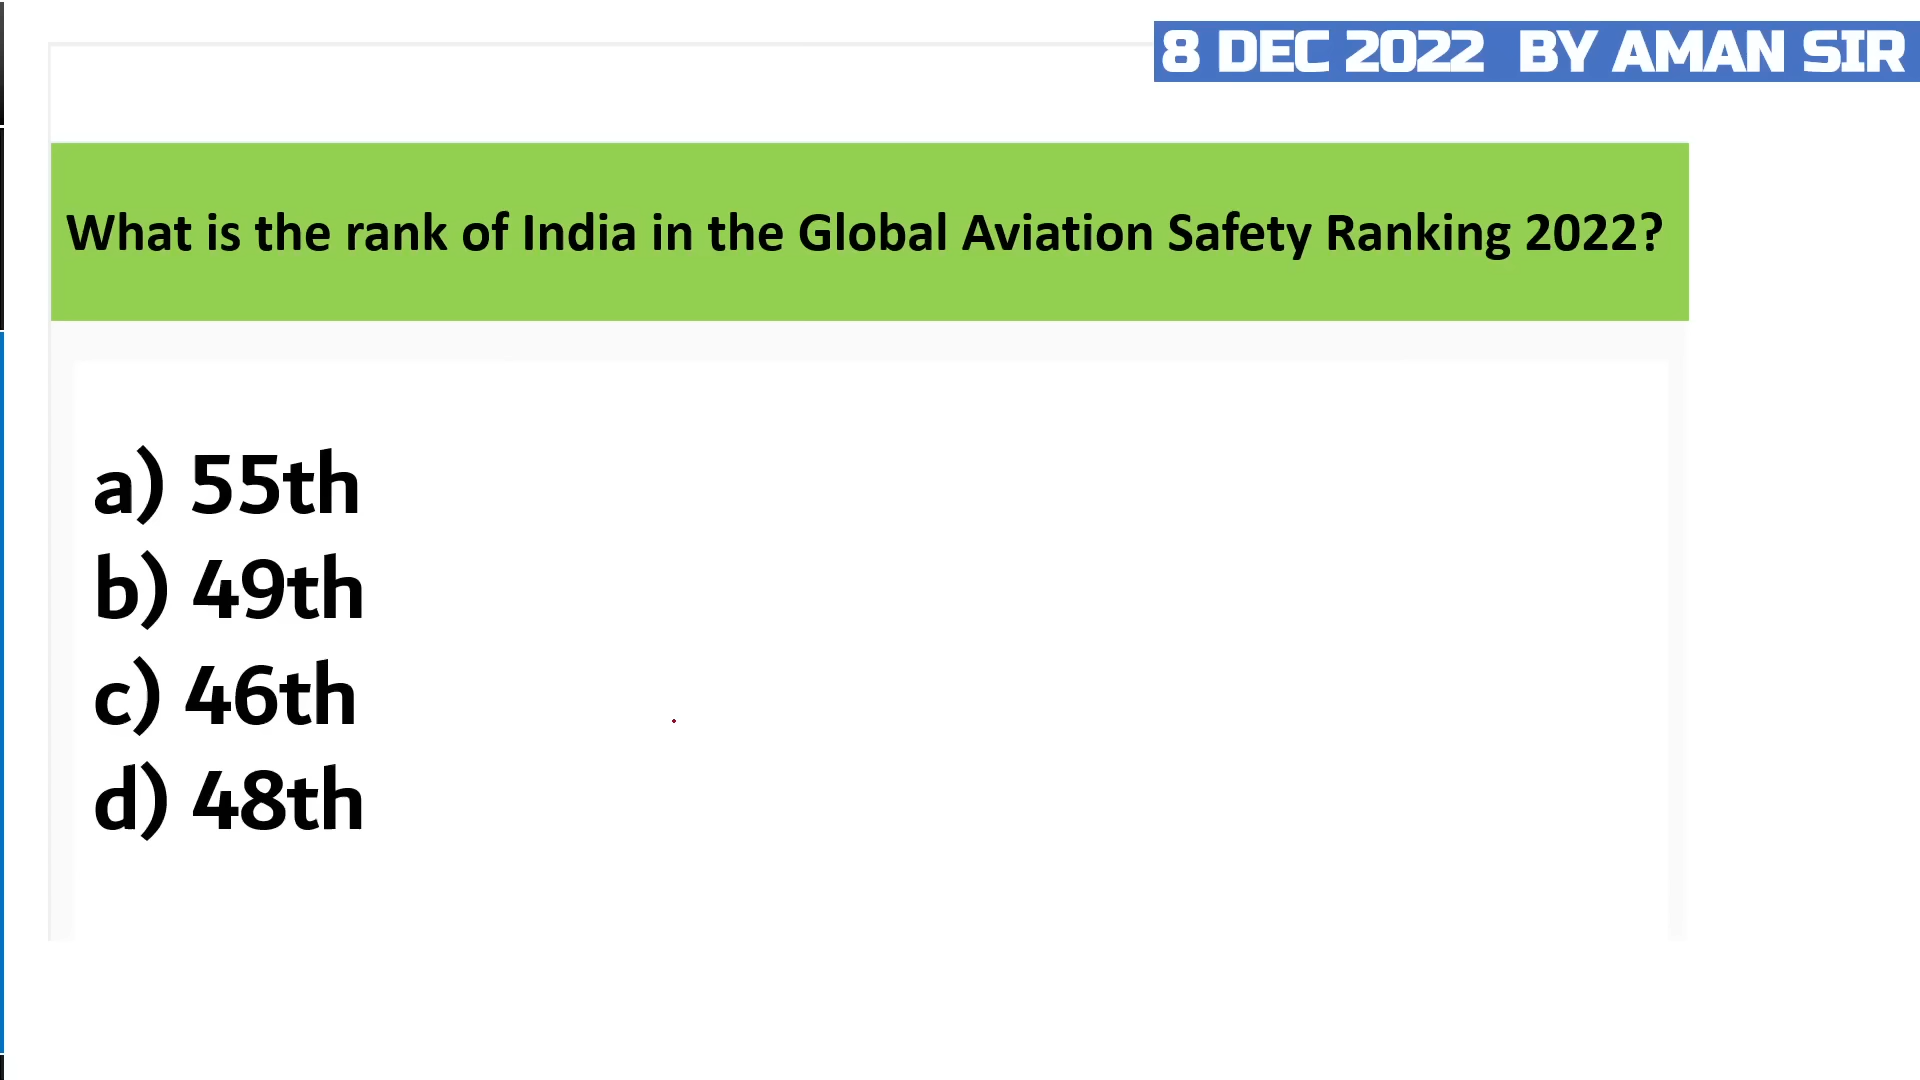 8 DEC 2022 BY AMAN SIR
What is the rank of India in the Global Aviation Safety Ranking 2022?
a) 55th
b) 49th
c) 46th
d) 48th